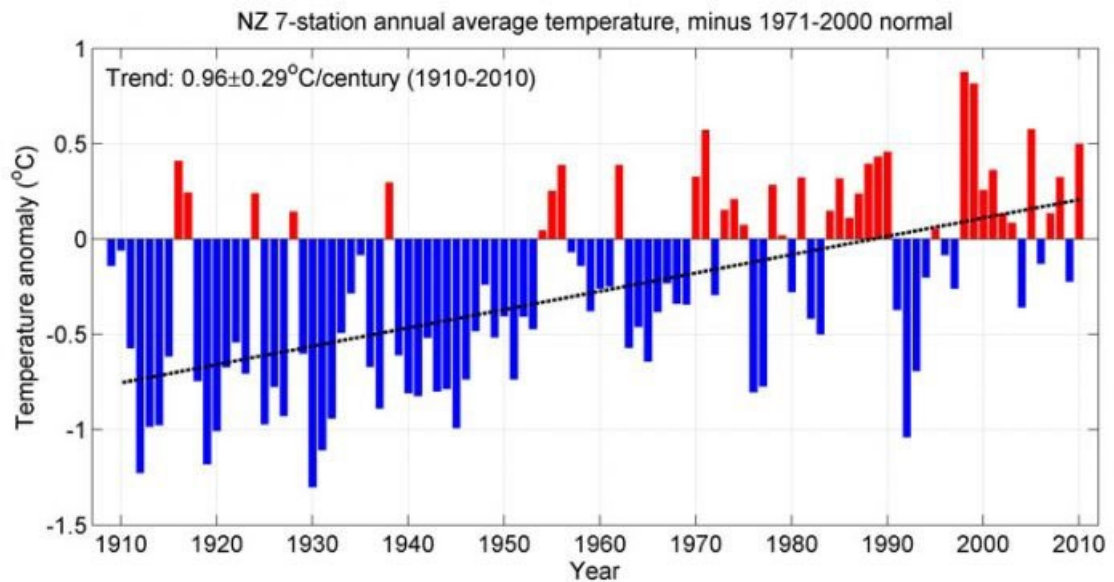 NZ 7-station annual average temperature, minus 1971-2000 normal
Trend: 0.96±0.29°C/century (1910-2010)
Temperature anomaly (°C)
1
0.5
0
-0.5
-1
-1.5
1910 1920 1930 1940 1950 1960 1970 1980 1990 2000 2010
Year